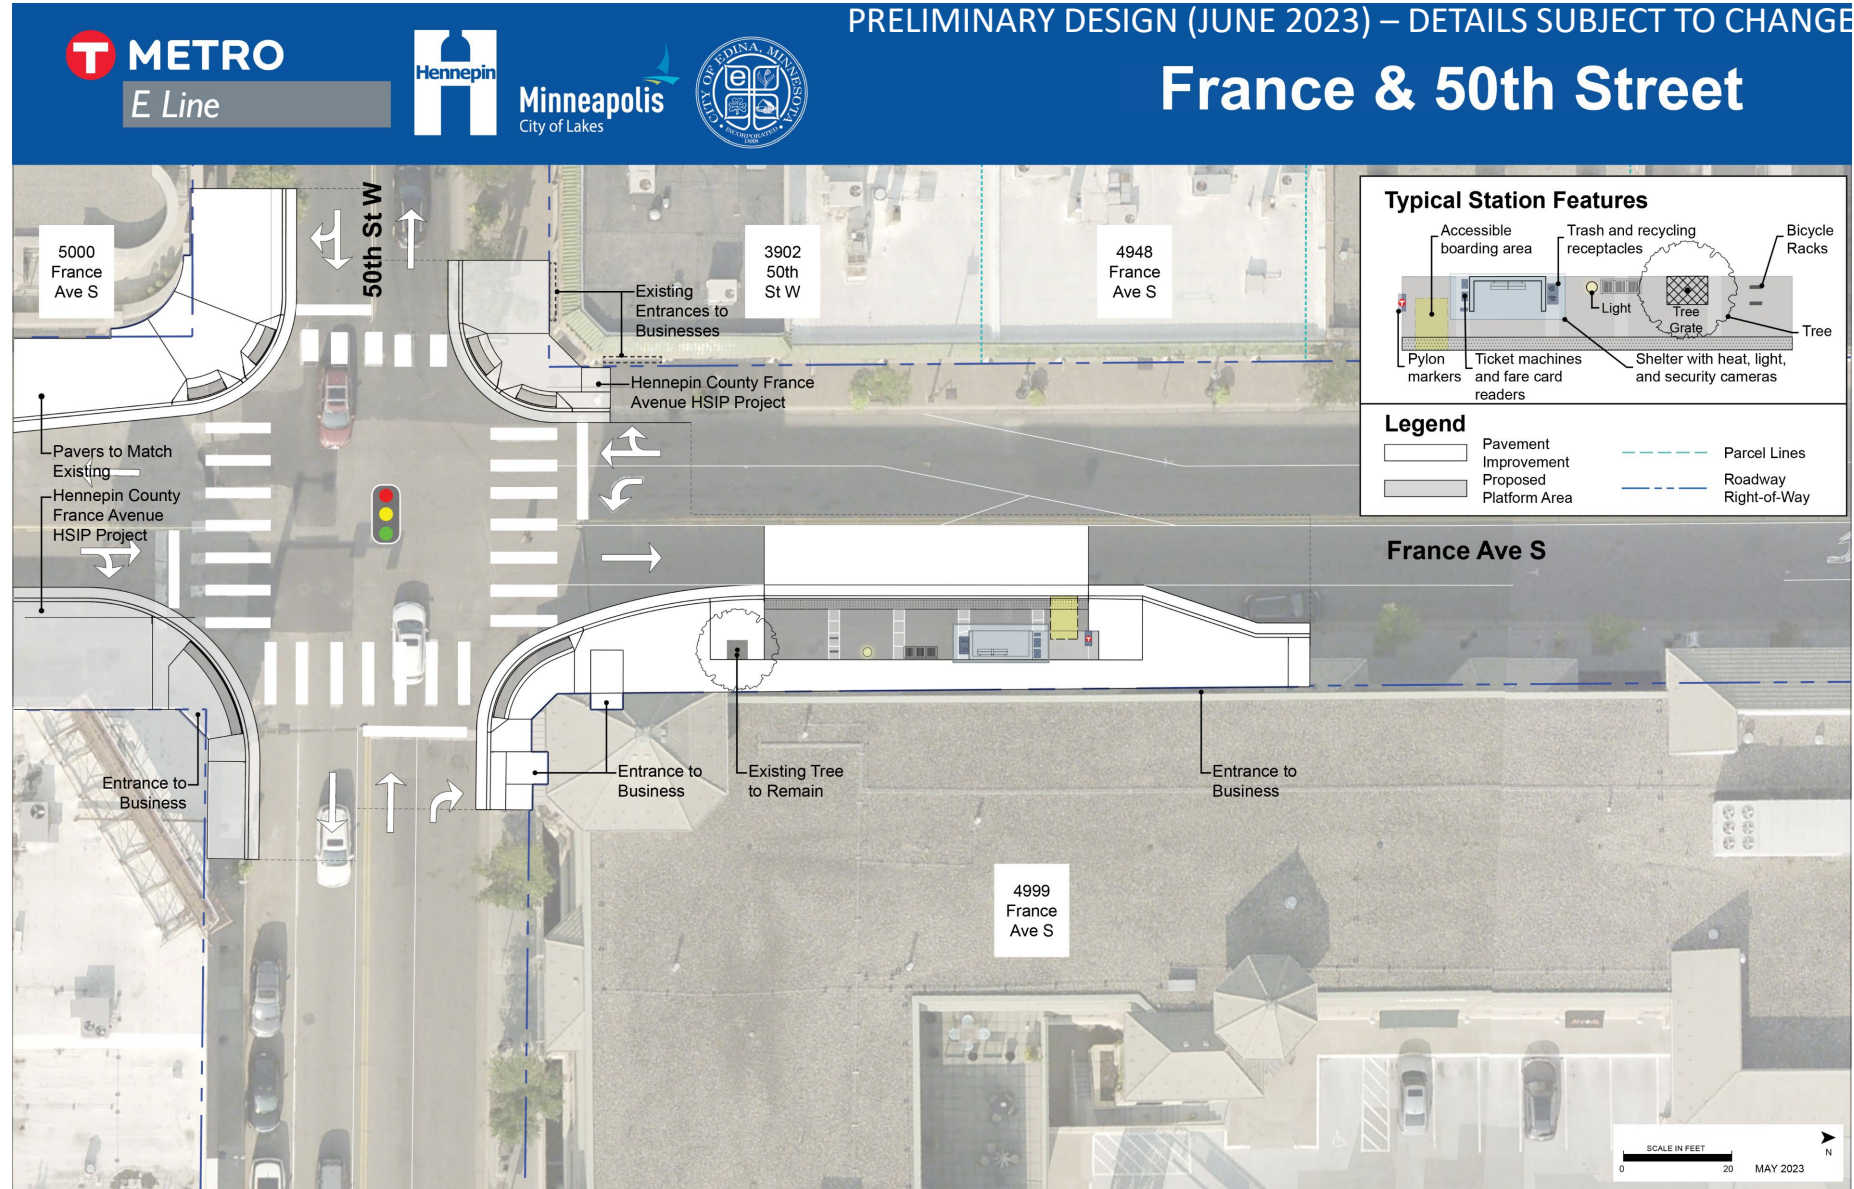 PRELIMINARY DESIGN (JUNE 2023) – DETAILS SUBJECT TO CHANGE
T METRO
E Line
Hennepin
Minneapolis
City of Lakes
CITY OF EDINA, MINNESOTA
e
INCORPORATED
1888
France & 50th Street
50th St W
5000
France
Ave S
3902
50th
St W
4948
France
Ave S
Existing
Entrances to
Businesses
Hennepin County France
Avenue HSIP Project
Pavers to Match
Existing
Hennepin County
France Avenue
HSIP Project
Typical Station Features
Accessible
boarding area
Trash and recycling
receptacles
Bicycle
Racks
T
Light
Tree
Grate
Tree
Pylon
markers
Ticket machines
and fare card
readers
Shelter with heat, light,
and security cameras
Legend
Pavement
Improvement
Proposed
Platform Area
Parcel Lines
Roadway
Right-of-Way
France Ave S
T
Entrance to
Business
Entrance to
Business
Existing Tree
to Remain
Entrance to
Business
4999
France
Ave S
SCALE IN FEET
0 20
MAY 2023
N